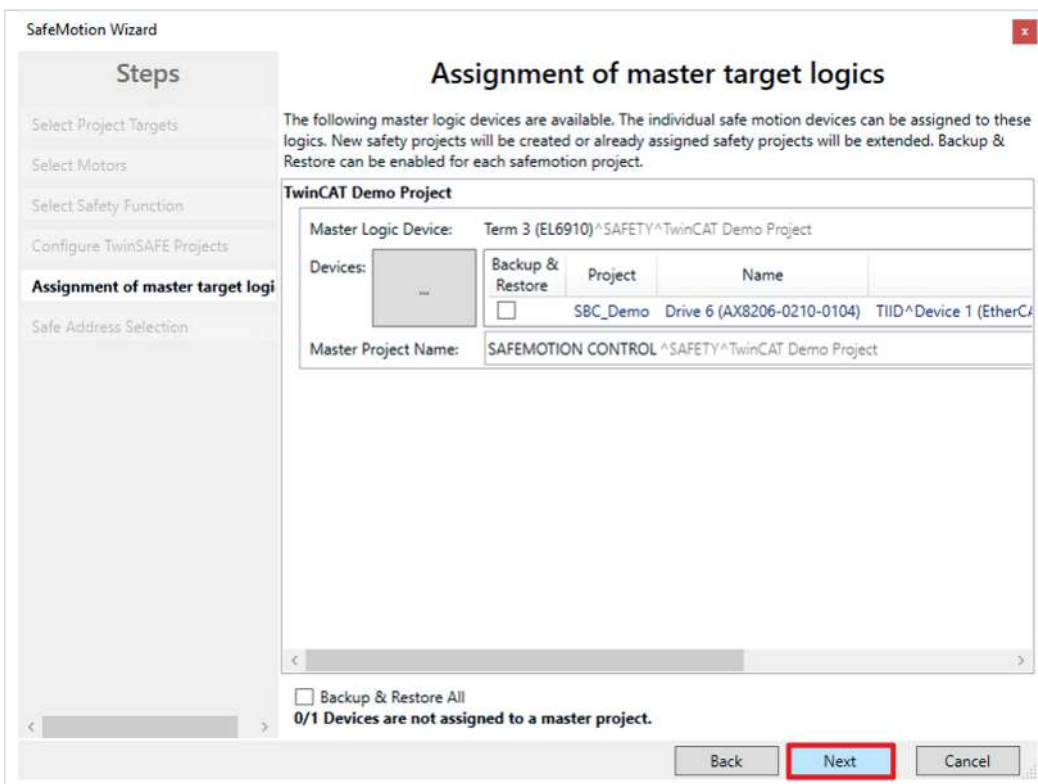 SafeMotion Wizard
x
Steps
Select Project Targets
Select Motors
Select Safety Function
Configure TwinSAFE Projects
Assignment of master target logi
Safe Address Selection
Assignment of master target logics
The following master logic devices are available. The individual safe motion devices can be assigned to these
logics. New safety projects will be created or already assigned safety projects will be extended. Backup &
Restore can be enabled for each safemotion project.
TwinCAT Demo Project
Master Logic Device: Term 3 (EL6910)^SAFETY^TwinCAT Demo Project
Devices: ...
Backup & Restore Project Name
SBC_Demo Drive 6 (AX8206-0210-0104) TIID^Device 1 (EtherCA
Master Project Name: SAFEMOTION CONTROL ^SAFETY^TwinCAT Demo Project
Backup & Restore All
0/1 Devices are not assigned to a master project.
Back Next Cancel